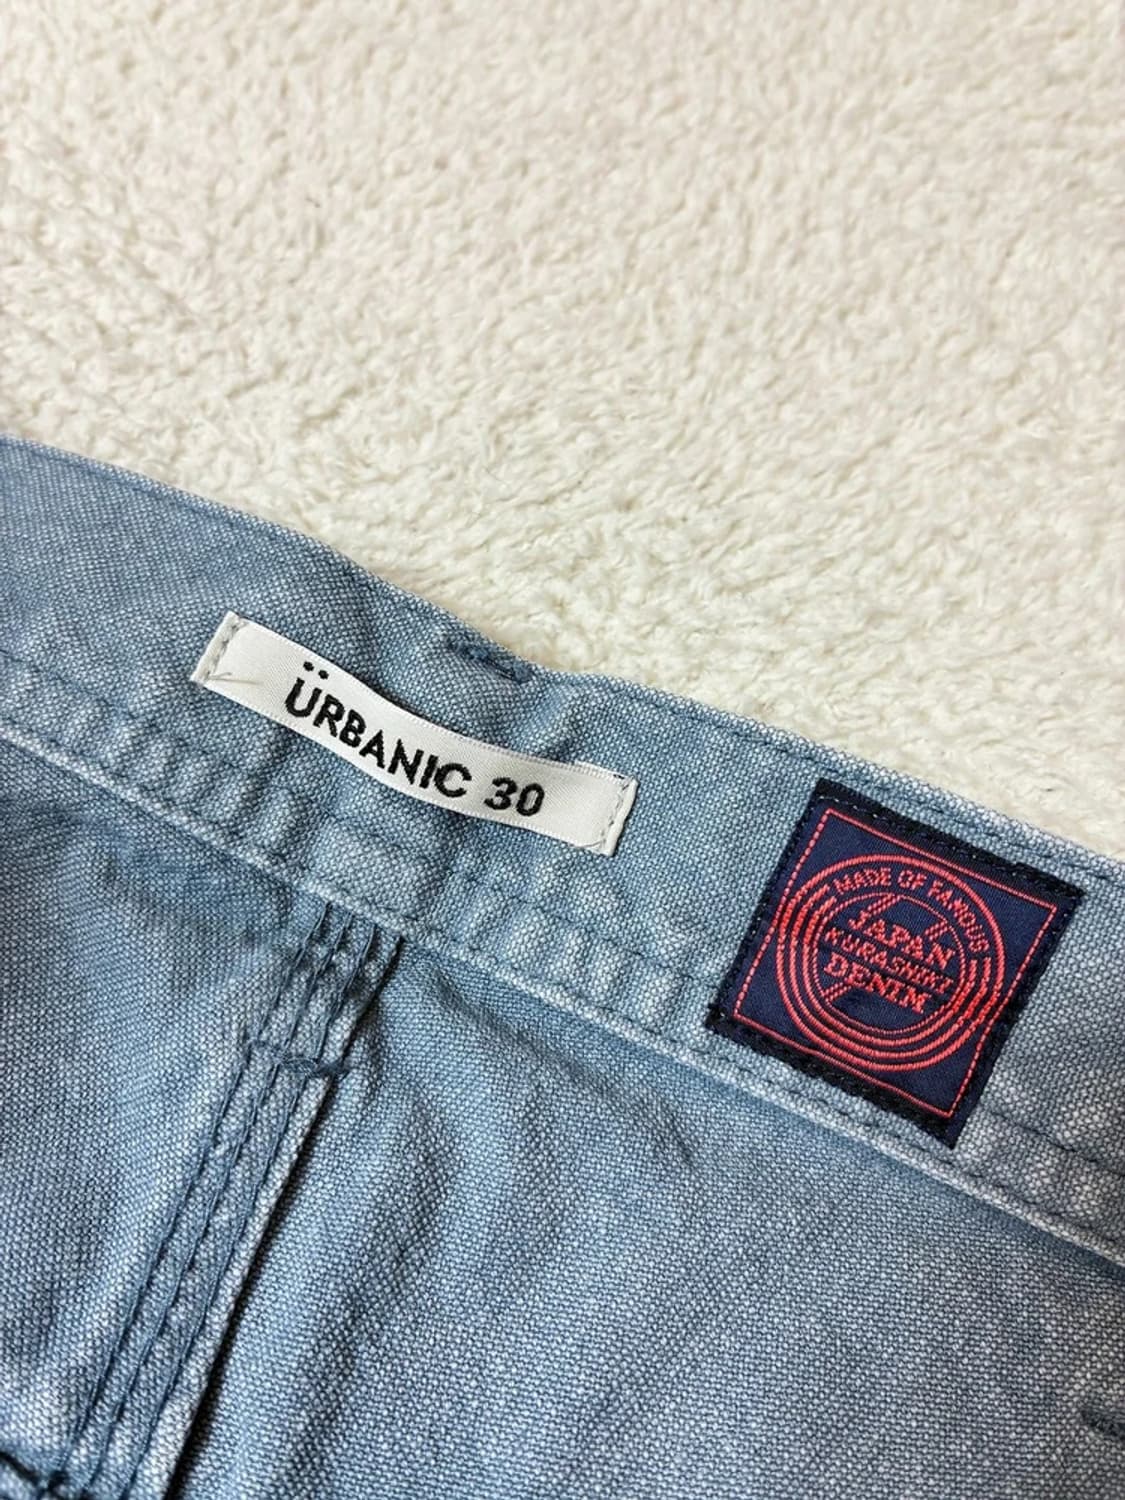 ÜRBANIC 30
MADE OF FAMOUS
JAPAN
KURASHIKI
DENIM